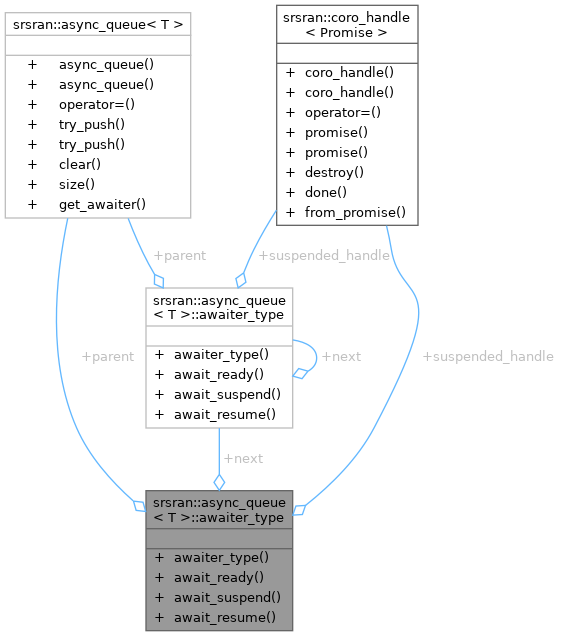 srsran::async_queue< T >
+ async_queue()
+ async_queue()
+ operator=()
+ try_push()
+ try_push()
+ clear()
+ size()
+ get_awaiter()
srsran::coro_handle
< Promise >
+ coro_handle()
+ coro_handle()
+ operator=()
+ promise()
+ promise()
+ destroy()
+ done()
+ from_promise()
+parent
+suspended_handle
srsran::async_queue
< T >::awaiter_type
+ awaiter_type()
+ await_ready()
+ await_suspend()
+ await_resume()
+next
+parent
+suspended_handle
+next
srsran::async_queue
< T >::awaiter_type
+ awaiter_type()
+ await_ready()
+ await_suspend()
+ await_resume()